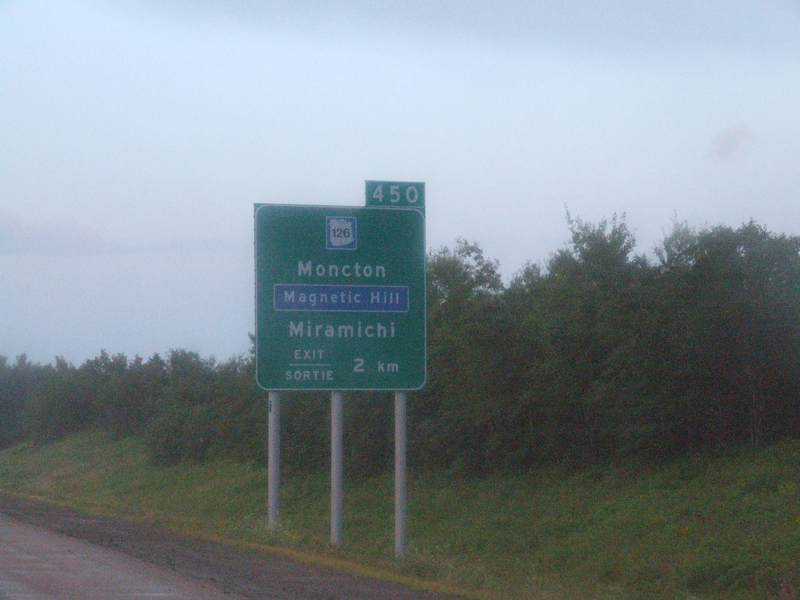 450
126
Moncton
Magnetic Hill
Miramichi
EXIT
SORTIE
2 km